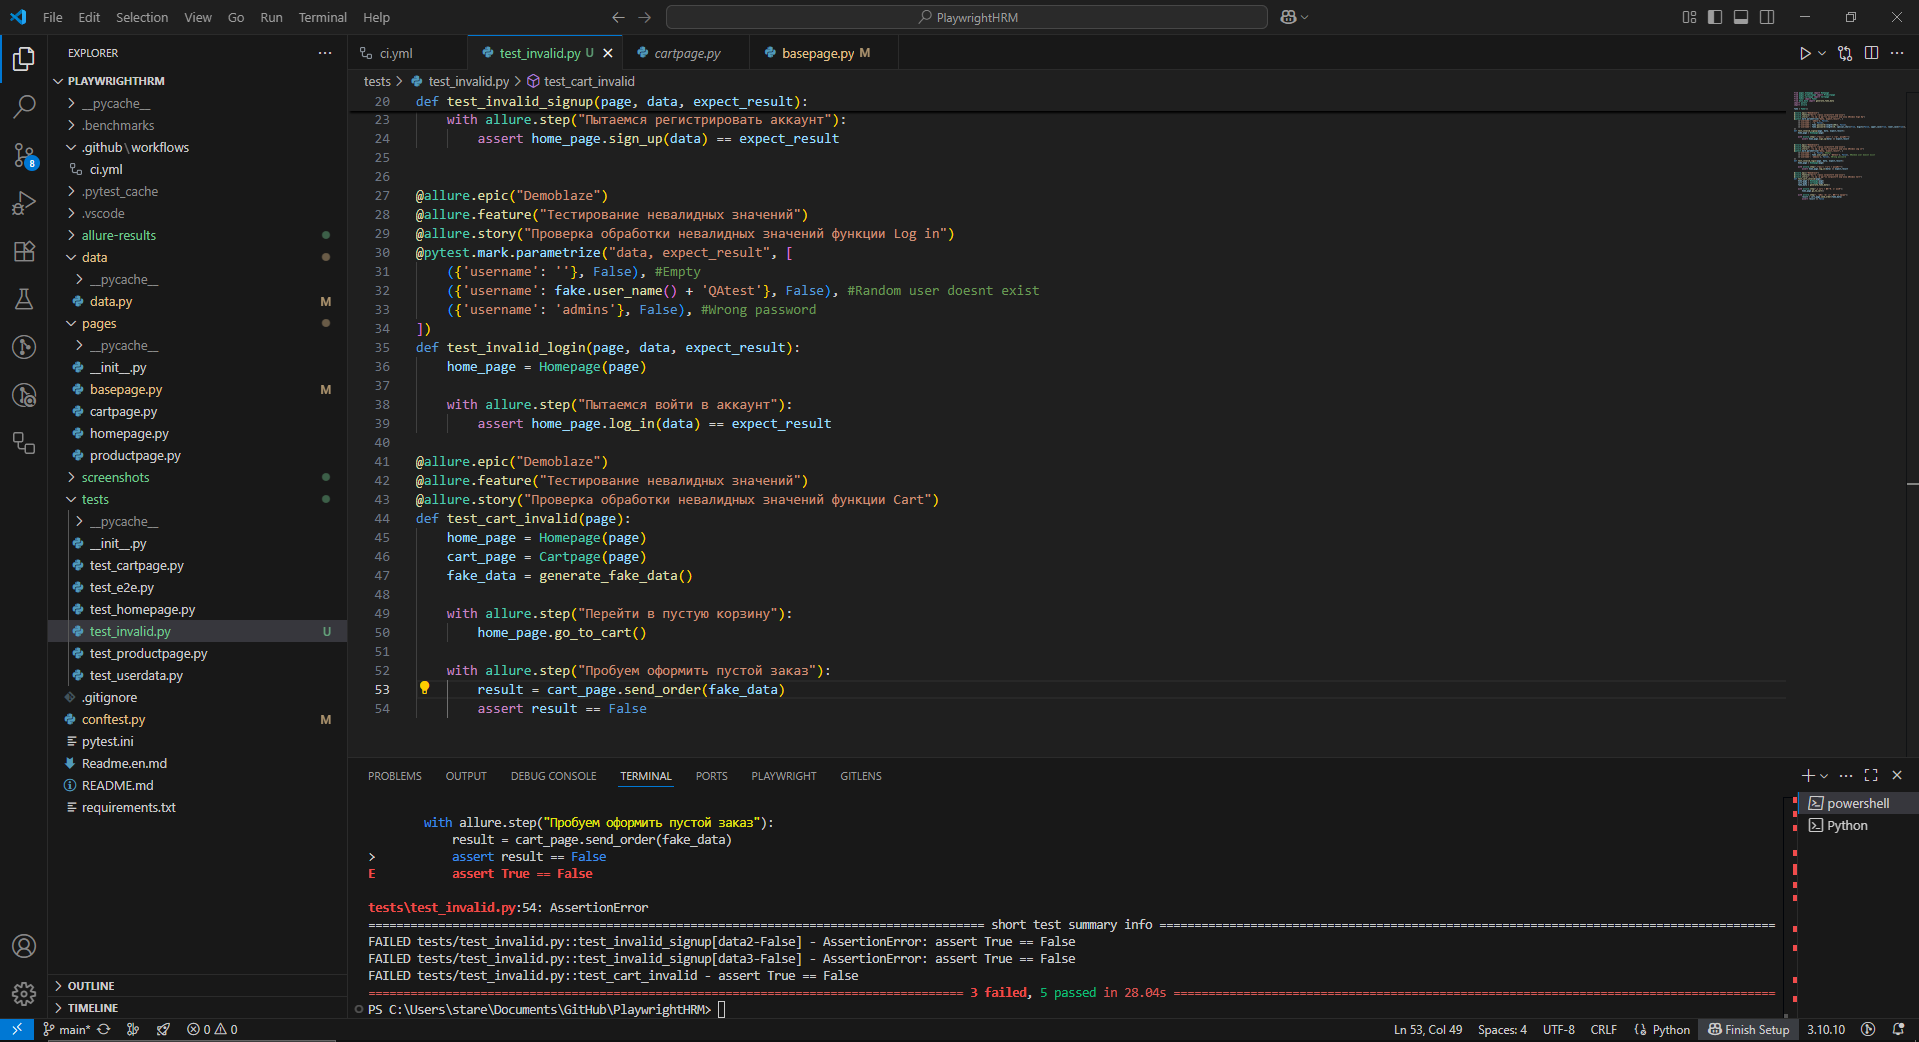 File Edit Selection View Go Run Terminal Help
PlaywrightHRM
EXPLORER
PLAYWRIGHTHRM
__pycache__
.benchmarks
.github\workflows
ci.yml
.pytest_cache
.vscode
allure-results
data
__pycache__
data.py M
pages
__pycache__
__init__.py
basepage.py M
cartpage.py
homepage.py
productpage.py
screenshots
tests
__pycache__
__init__.py
test_cartpage.py
test_e2e.py
test_homepage.py
test_invalid.py U
test_productpage.py
test_userdata.py
.gitignore
conftest.py M
pytest.ini
Readme.en.md
README.md
requirements.txt
OUTLINE
TIMELINE
8
ci.yml test_invalid.py U cartpage.py basepage.py M
tests > test_invalid.py > test_cart_invalid
20 def test_invalid_signup(page, data, expect_result):
23 with allure.step("Пытаемся регистрировать аккаунт"):
24 assert home_page.sign_up(data) == expect_result
25
26
27 @allure.epic("Demoblaze")
28 @allure.feature("Тестирование невалидных значений")
29 @allure.story("Проверка обработки невалидных значений функции Log in")
30 @pytest.mark.parametrize("data, expect_result", [
31 ({'username': ''}, False), #Empty
32 ({'username': fake.user_name() + 'QAtest'}, False), #Random user doesnt exist
33 ({'username': 'admins'}, False), #Wrong password
34 ])
35 def test_invalid_login(page, data, expect_result):
36 home_page = Homepage(page)
37
38 with allure.step("Пытаемся войти в аккаунт"):
39 assert home_page.log_in(data) == expect_result
40
41 @allure.epic("Demoblaze")
42 @allure.feature("Тестирование невалидных значений")
43 @allure.story("Проверка обработки невалидных значений функции Cart")
44 def test_cart_invalid(page):
45 home_page = Homepage(page)
46 cart_page = Cartpage(page)
47 fake_data = generate_fake_data()
48
49 with allure.step("Перейти в пустую корзину"):
50 home_page.go_to_cart()
51
52 with allure.step("Пробуем оформить пустой заказ"):
53 result = cart_page.send_order(fake_data)
54 assert result == False
PROBLEMS OUTPUT DEBUG CONSOLE TERMINAL PORTS PLAYWRIGHT GITLENS
powershell
Python
with allure.step("Пробуем оформить пустой заказ"):
result = cart_page.send_order(fake_data)
> assert result == False
E assert True == False
tests\test_invalid.py:54: AssertionError
short test summary info
FAILED tests/test_invalid.py::test_invalid_signup[data2-False] - AssertionError: assert True == False
FAILED tests/test_invalid.py::test_invalid_signup[data3-False] - AssertionError: assert True == False
FAILED tests/test_invalid.py::test_cart_invalid - assert True == False
3 failed, 5 passed in 28.04s
PS C:\Users\stare\Documents\GitHub\PlaywrightHRM>
main* 0 0 Ln 53, Col 49 Spaces: 4 UTF-8 CRLF Python Finish Setup 3.10.10